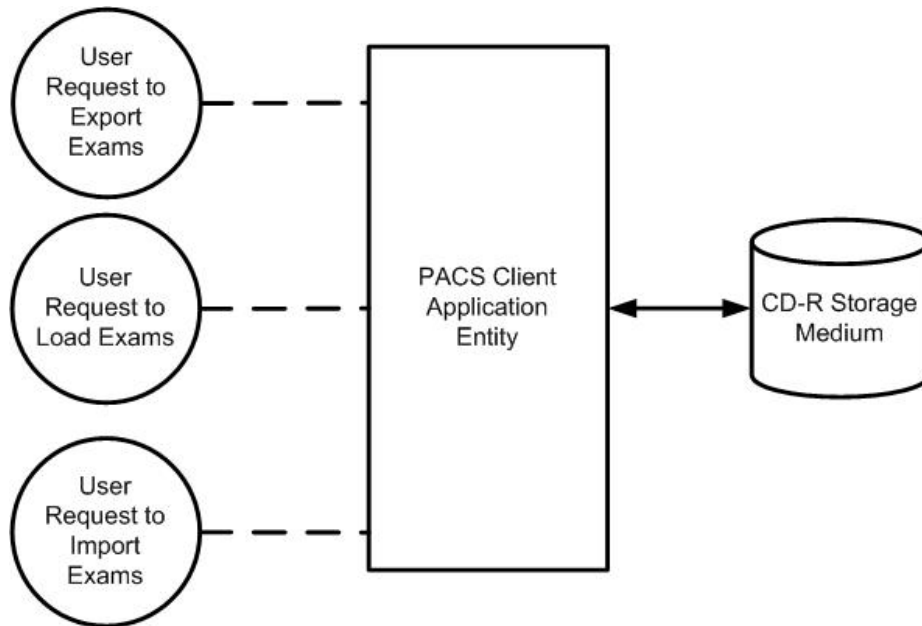 User
Request to
Export
Exams
User
Request to
Load Exams
User
Request to
Import
Exams
PACS Client
Application
Entity
CD-R Storage
Medium